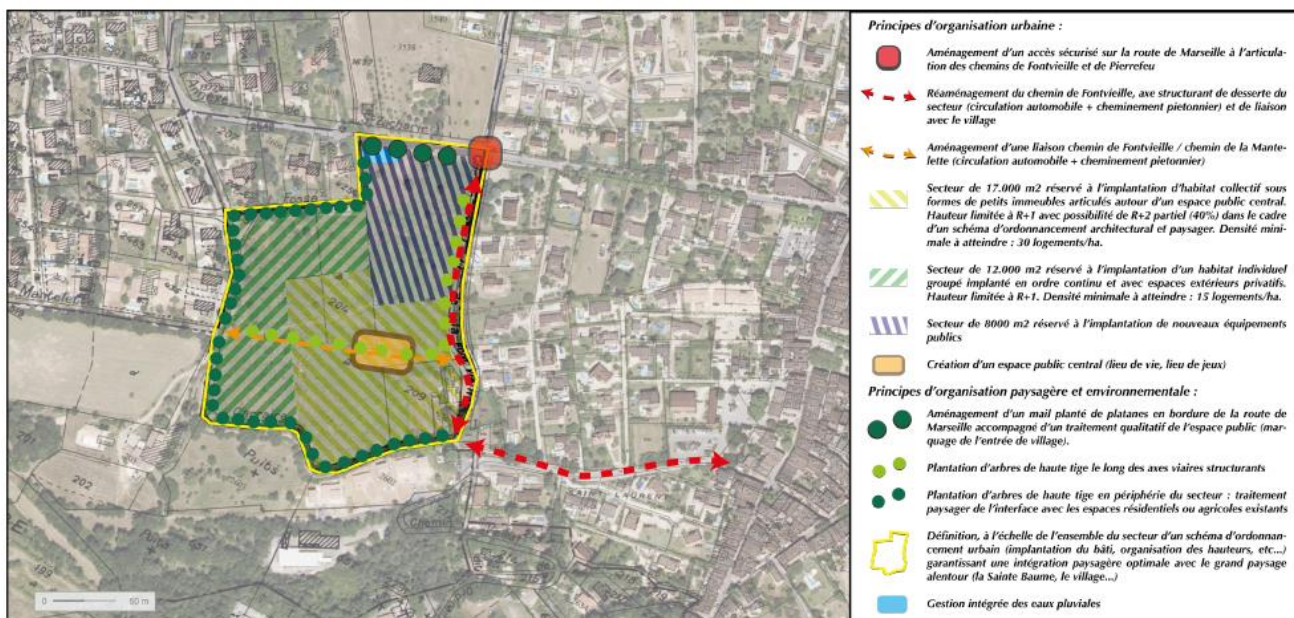 Principes d'organisation urbaine :
Aménagement d'un accès sécurisé sur la route de Marseille à l'articulation
des chemins de Fontvieille et de Pierrefeu
Réaménagement du chemin de Fontvieille, axe structurant de desserte du
secteur (circulation automobile + cheminement pietonnier) et de liaison
avec le village
Aménagement d'une liaison chemin de Fontvieille / chemin de la Mante-
lette (circulation automobile + cheminement pietonnier)
Secteur de 17.000 m2 réservé à l'implantation d'habitat collectif sous
formes de petits immeubles articulés autour d'un espace public central.
Hauteur limitée à R+1 avec possibilité de R+2 partiel (40%) dans le cadre
d'un schéma d'ordonnancement architectural et paysager. Densité mini-
male à atteindre : 30 logements/ha.
Secteur de 12.000 m2 réservé à l'implantation d'un habitat individuel
groupé implanté en ordre continu et avec espaces extérieurs privatifs.
Hauteur limitée à R+1. Densité minimale à atteindre : 15 logements/ha.
Secteur de 8000 m2 réservé à l'implantation de nouveaux équipements
publics
Création d'un espace public central (lieu de vie, lieu de jeux)
Principes d'organisation paysagère et environnementale :
Aménagement d'un mail planté de platanes en bordure de la route de
Marseille accompagné d'un traitement qualitatif de l'espace public (mar-
quage de l'entrée de village).
Plantation d'arbres de haute tige le long des axes viaires structurants
Plantation d'arbres de haute tige en périphérie du secteur : traitement
paysager de l'interface avec les espaces résidentiels ou agricoles existants
Définition, à l'échelle de l'ensemble du secteur d'un schéma d'ordonnan-
cement urbain (implantation du bâti, organisation des hauteurs, etc...)
garantissant une intégration paysagère optimale avec le grand paysage
alentour (la Sainte Baume, le village...)
Gestion intégrée des eaux pluviales
Mantelette
204
209
Puits
201
202
Puits
SAINT LAURENT
Chemin
0 60 m